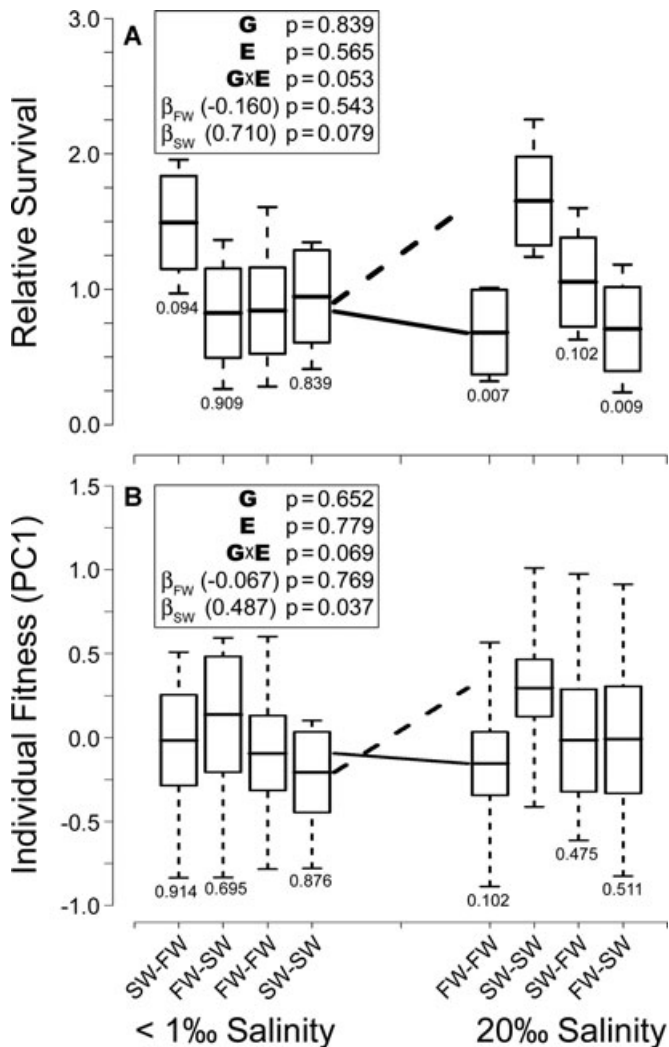 A
G p=0.839
E p=0.565
GxE p=0.053
βFW (-0.160) p=0.543
βSW (0.710) p=0.079
Relative Survival
3.0
2.0
1.0
0.0
0.094
0.909
0.839
0.007
0.102
0.009
B
G p=0.652
E p=0.779
GxE p=0.069
βFW (-0.067) p=0.769
βSW (0.487) p=0.037
Individual Fitness (PC1)
1.5
1.0
0.5
0.0
-0.5
-1.0
0.914
0.695
0.876
0.102
0.475
0.511
SW-FW
FW-SW
FW-FW
SW-SW
FW-FW
SW-SW
SW-FW
FW-SW
< 1‰ Salinity
20‰ Salinity